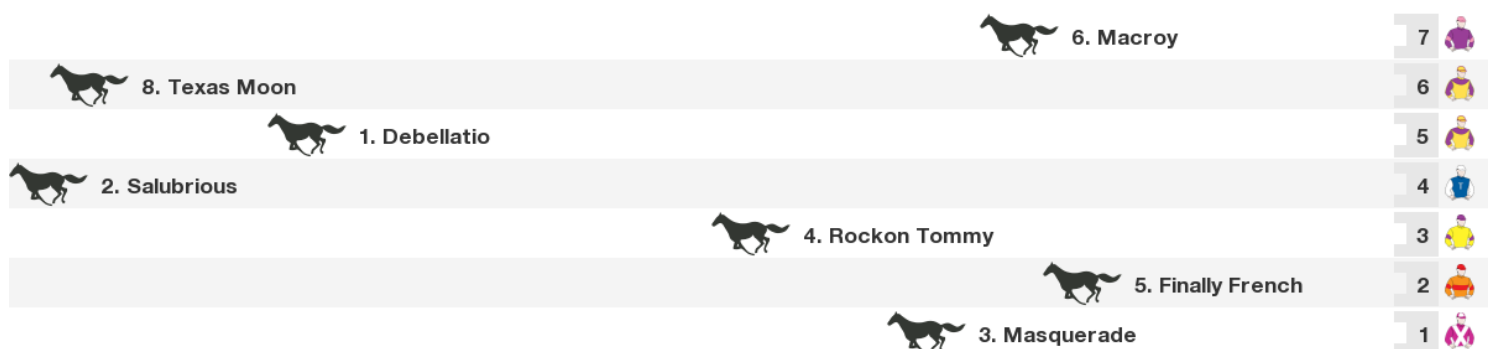 6. Macroy 7
8. Texas Moon 6
1. Debellatio 5
2. Salubrious 4
T
4. Rockon Tommy 3
5. Finally French 2
3. Masquerade 1